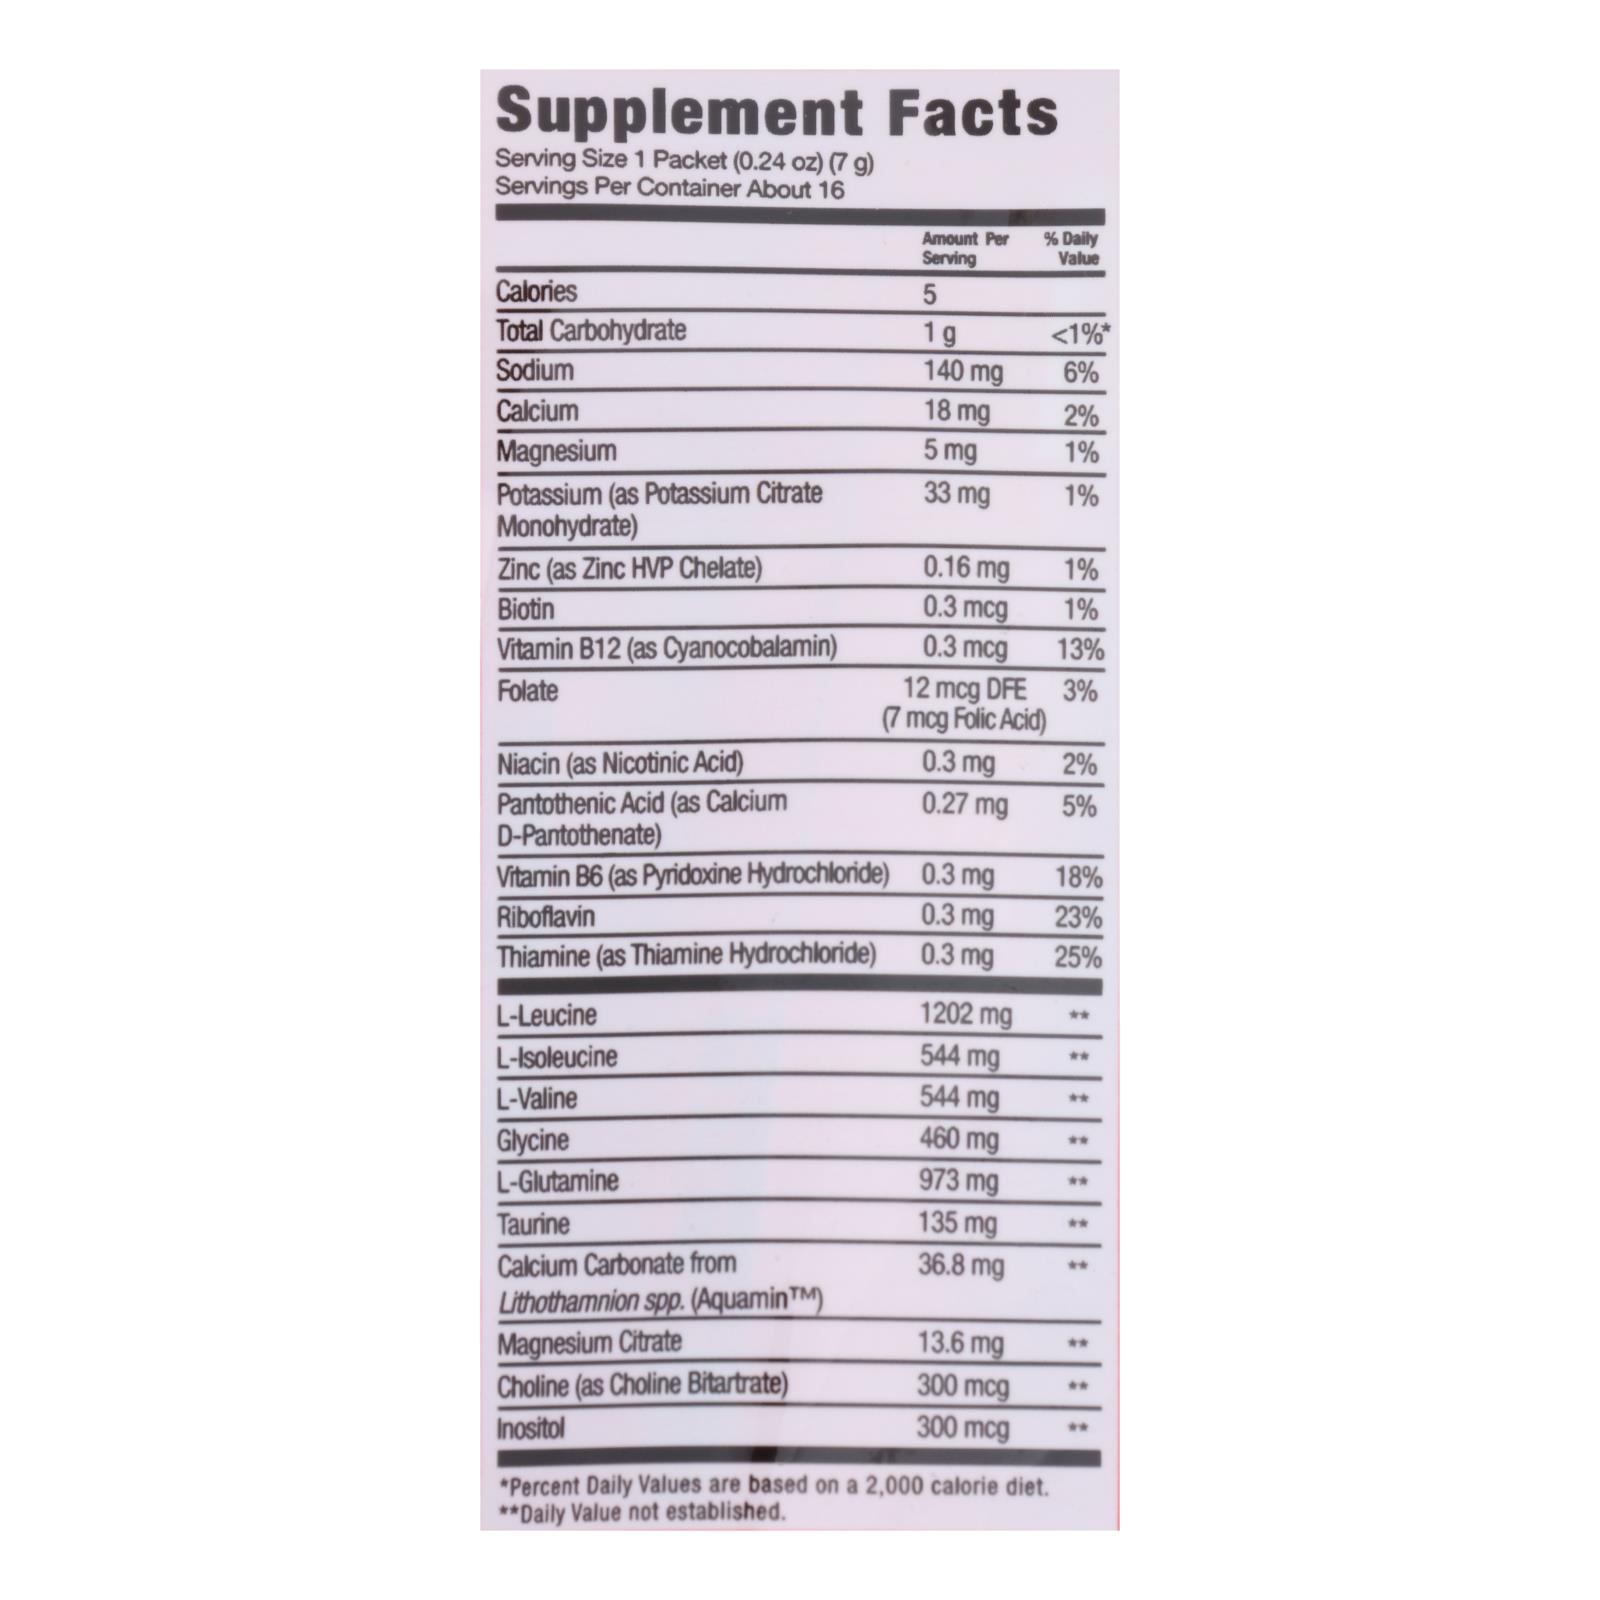 Supplement Facts
Serving Size 1 Packet (0.24 oz) (7 g)
Servings Per Container About 16
Amount Per Serving % Daily Value
Calories 5
Total Carbohydrate 1 g <1%*
Sodium 140 mg 6%
Calcium 18 mg 2%
Magnesium 5 mg 1%
Potassium (as Potassium Citrate 33 mg 1%
Monohydrate)
Zinc (as Zinc HVP Chelate) 0.16 mg 1%
Biotin 0.3 mcg 1%
Vitamin B12 (as Cyanocobalamin) 0.3 mcg 13%
Folate 12 mcg DFE 3%
(7 mcg Folic Acid)
Niacin (as Nicotinic Acid) 0.3 mg 2%
Pantothenic Acid (as Calcium 0.27 mg 5%
D-Pantothenate)
Vitamin B6 (as Pyridoxine Hydrochloride) 0.3 mg 18%
Riboflavin 0.3 mg 23%
Thiamine (as Thiamine Hydrochloride) 0.3 mg 25%
L-Leucine 1202 mg **
L-Isoleucine 544 mg **
L-Valine 544 mg **
Glycine 460 mg **
L-Glutamine 973 mg **
Taurine 135 mg **
Calcium Carbonate from 36.8 mg **
Lithothamnion spp. (Aquamin™)
Magnesium Citrate 13.6 mg **
Choline (as Choline Bitartrate) 300 mcg **
Inositol 300 mcg **
*Percent Daily Values are based on a 2,000 calorie diet.
**Daily Value not established.